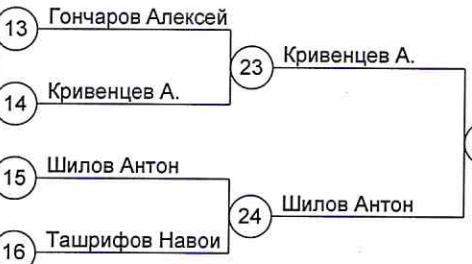 13 Гончаров Алексей
23 Кривенцев А.
14 Кривенцев А.
15 Шилов Антон
24 Шилов Антон
16 Ташрифов Навои